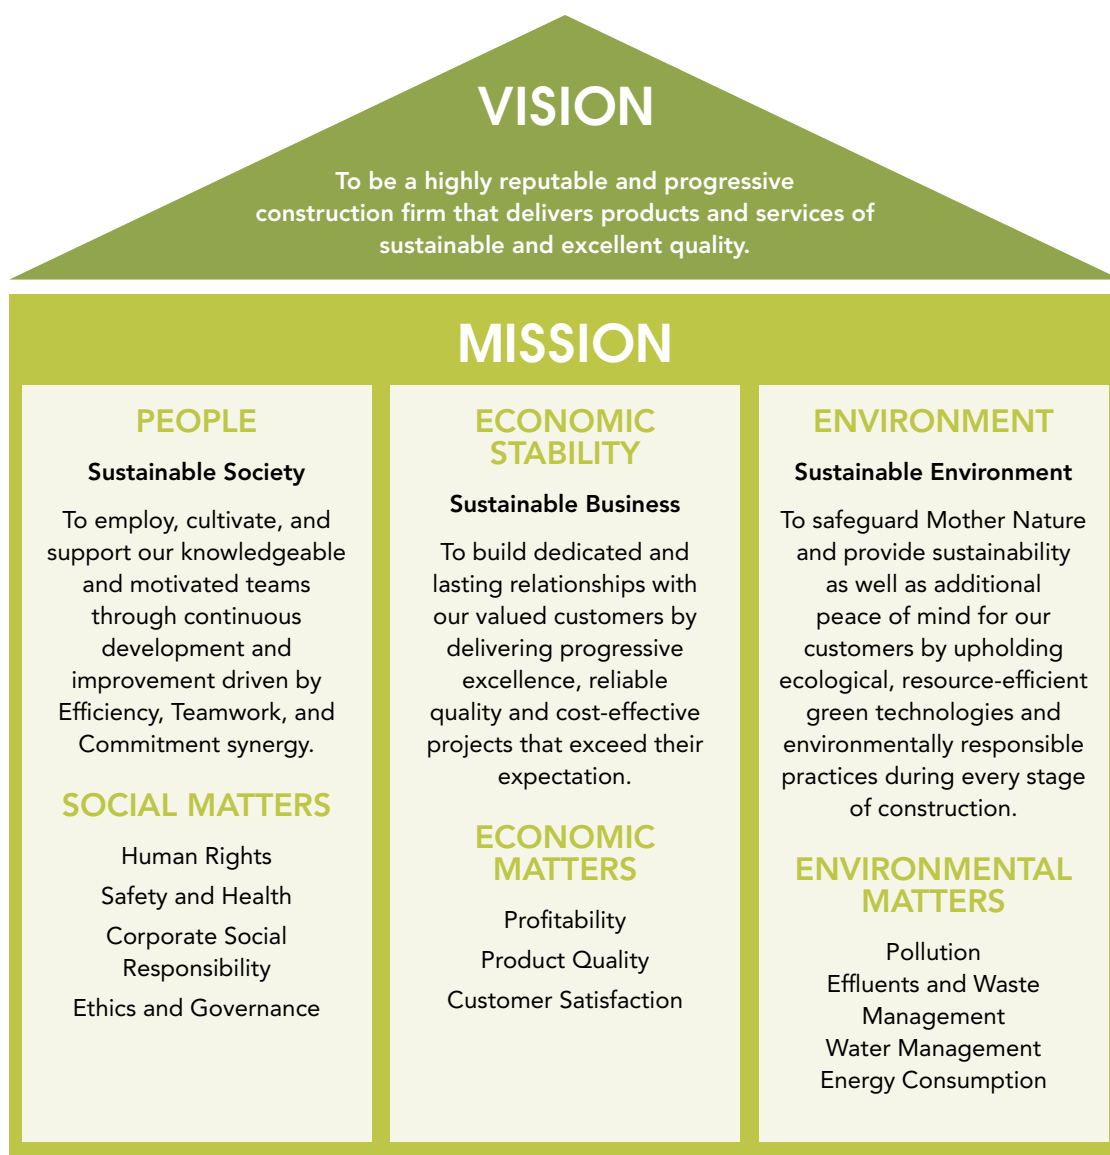 VISION
To be a highly reputable and progressive
construction firm that delivers products and services of
sustainable and excellent quality.
MISSION
PEOPLE
Sustainable Society
To employ, cultivate, and
support our knowledgeable
and motivated teams
through continuous
development and
improvement driven by
Efficiency, Teamwork, and
Commitment synergy.
SOCIAL MATTERS
Human Rights
Safety and Health
Corporate Social
Responsibility
Ethics and Governance
ECONOMIC
STABILITY
Sustainable Business
To build dedicated and
lasting relationships with
our valued customers by
delivering progressive
excellence, reliable
quality and cost-effective
projects that exceed their
expectation.
ECONOMIC
MATTERS
Profitability
Product Quality
Customer Satisfaction
ENVIRONMENT
Sustainable Environment
To safeguard Mother Nature
and provide sustainability
as well as additional
peace of mind for our
customers by upholding
ecological, resource-efficient
green technologies and
environmentally responsible
practices during every stage
of construction.
ENVIRONMENTAL
MATTERS
Pollution
Effluents and Waste
Management
Water Management
Energy Consumption